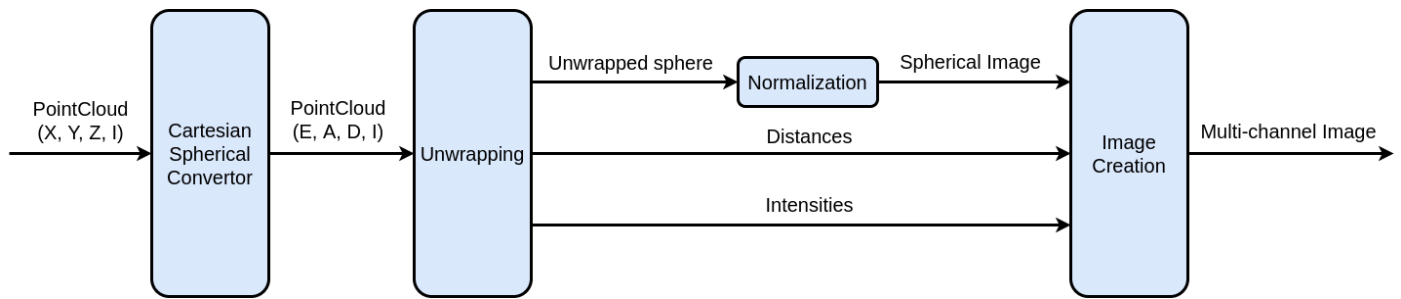 PointCloud
(X, Y, Z, I)
Cartesian
Spherical
Convertor
PointCloud
(E, A, D, I)
Unwrapping
Unwrapped sphere
Normalization
Spherical Image
Distances
Intensities
Image
Creation
Multi-channel Image